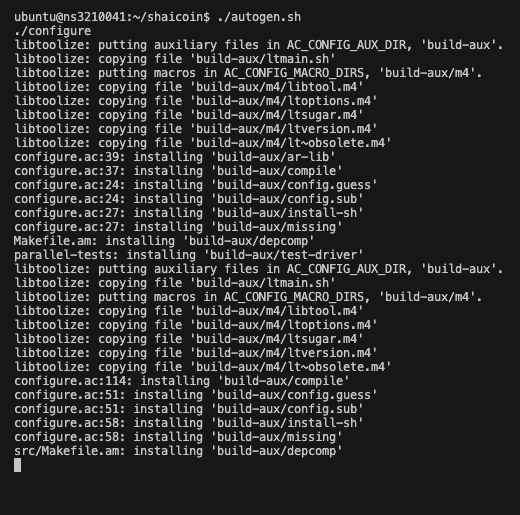 ubuntu@ns3210041:~/shaicoin$ ./autogen.sh
./configure
libtoolize: putting auxiliary files in AC_CONFIG_AUX_DIR, 'build-aux'.
libtoolize: copying file 'build-aux/ltmain.sh'
libtoolize: putting macros in AC_CONFIG_MACRO_DIRS, 'build-aux/m4'.
libtoolize: copying file 'build-aux/m4/libtool.m4'
libtoolize: copying file 'build-aux/m4/ltoptions.m4'
libtoolize: copying file 'build-aux/m4/ltsugar.m4'
libtoolize: copying file 'build-aux/m4/ltversion.m4'
libtoolize: copying file 'build-aux/m4/lt~obsolete.m4'
configure.ac:39: installing 'build-aux/ar-lib'
configure.ac:37: installing 'build-aux/compile'
configure.ac:24: installing 'build-aux/config.guess'
configure.ac:24: installing 'build-aux/config.sub'
configure.ac:27: installing 'build-aux/install-sh'
configure.ac:27: installing 'build-aux/missing'
Makefile.am: installing 'build-aux/depcomp'
parallel-tests: installing 'build-aux/test-driver'
libtoolize: putting auxiliary files in AC_CONFIG_AUX_DIR, 'build-aux'.
libtoolize: copying file 'build-aux/ltmain.sh'
libtoolize: putting macros in AC_CONFIG_MACRO_DIRS, 'build-aux/m4'.
libtoolize: copying file 'build-aux/m4/libtool.m4'
libtoolize: copying file 'build-aux/m4/ltoptions.m4'
libtoolize: copying file 'build-aux/m4/ltsugar.m4'
libtoolize: copying file 'build-aux/m4/ltversion.m4'
libtoolize: copying file 'build-aux/m4/lt~obsolete.m4'
configure.ac:114: installing 'build-aux/compile'
configure.ac:51: installing 'build-aux/config.guess'
configure.ac:51: installing 'build-aux/config.sub'
configure.ac:58: installing 'build-aux/install-sh'
configure.ac:58: installing 'build-aux/missing'
src/Makefile.am: installing 'build-aux/depcomp'